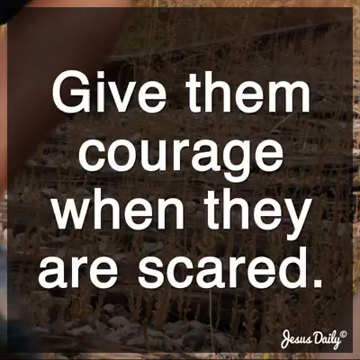 Give them
courage
when they
are scared.
Jesus Daily©